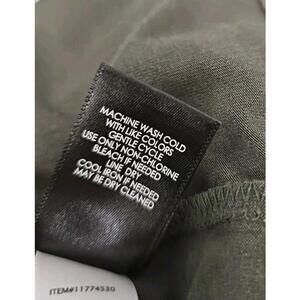 MACHINE WASH COLD
WITH LIKE COLORS
GENTLE CYCLE
USE ONLY NON-CHLORINE
BLEACH IF NEEDED
LINE DRY
COOL IRON IF NEEDED
MAY BE DRY CLEANED
ITEM#11774530